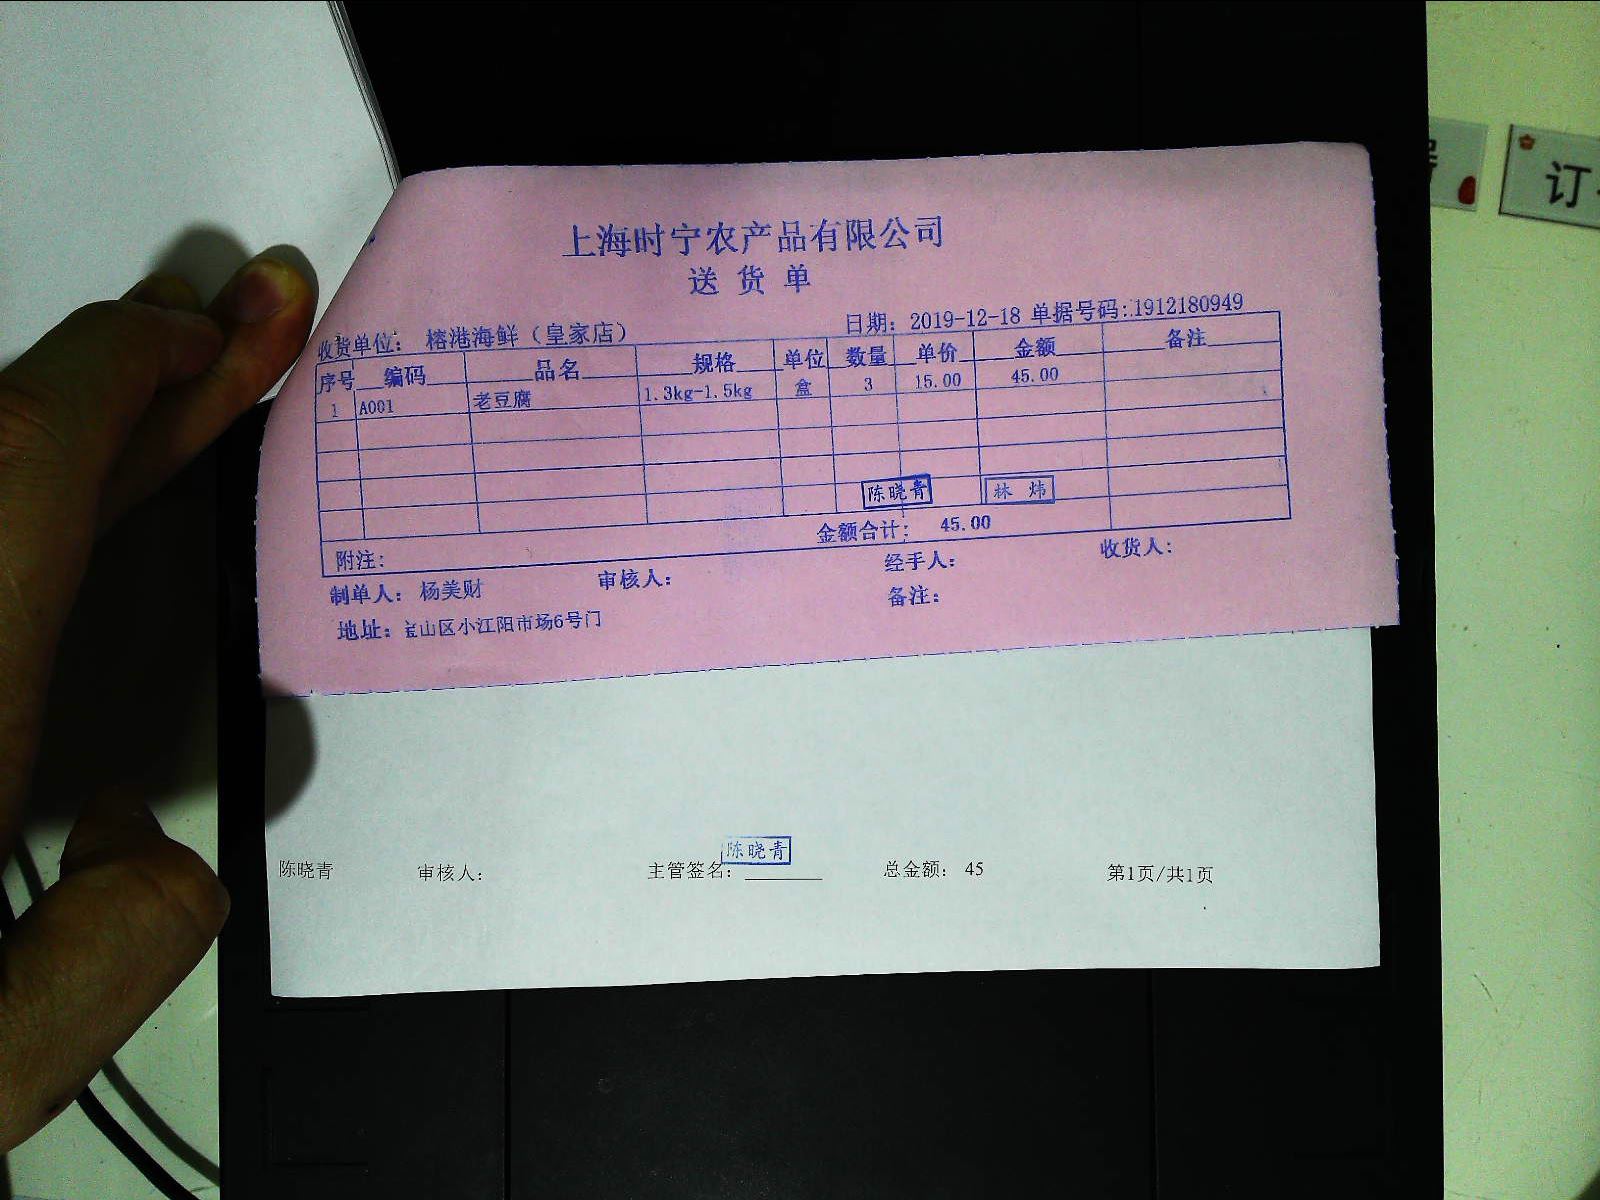 上海时宁农产品有限公司
送 货 单
收货单位： 榕港海鲜（皇家店） 日期：2019-12-18 单据号码:1912180949
序号 编码 品名 规格 单位 数量 单价 金额 备注
1 A001 老豆腐 1.3kg-1.5kg 盒 3 15.00 45.00
陈晓青 林 炜
附注： 金额合计： 45.00
制单人： 杨美财 审核人： 经手人： 收货人：
地址：宝山区小江阳市场6号门 备注：
陈晓青
陈晓青 审核人： 主管签名： 总金额： 45 第1页/共1页
订